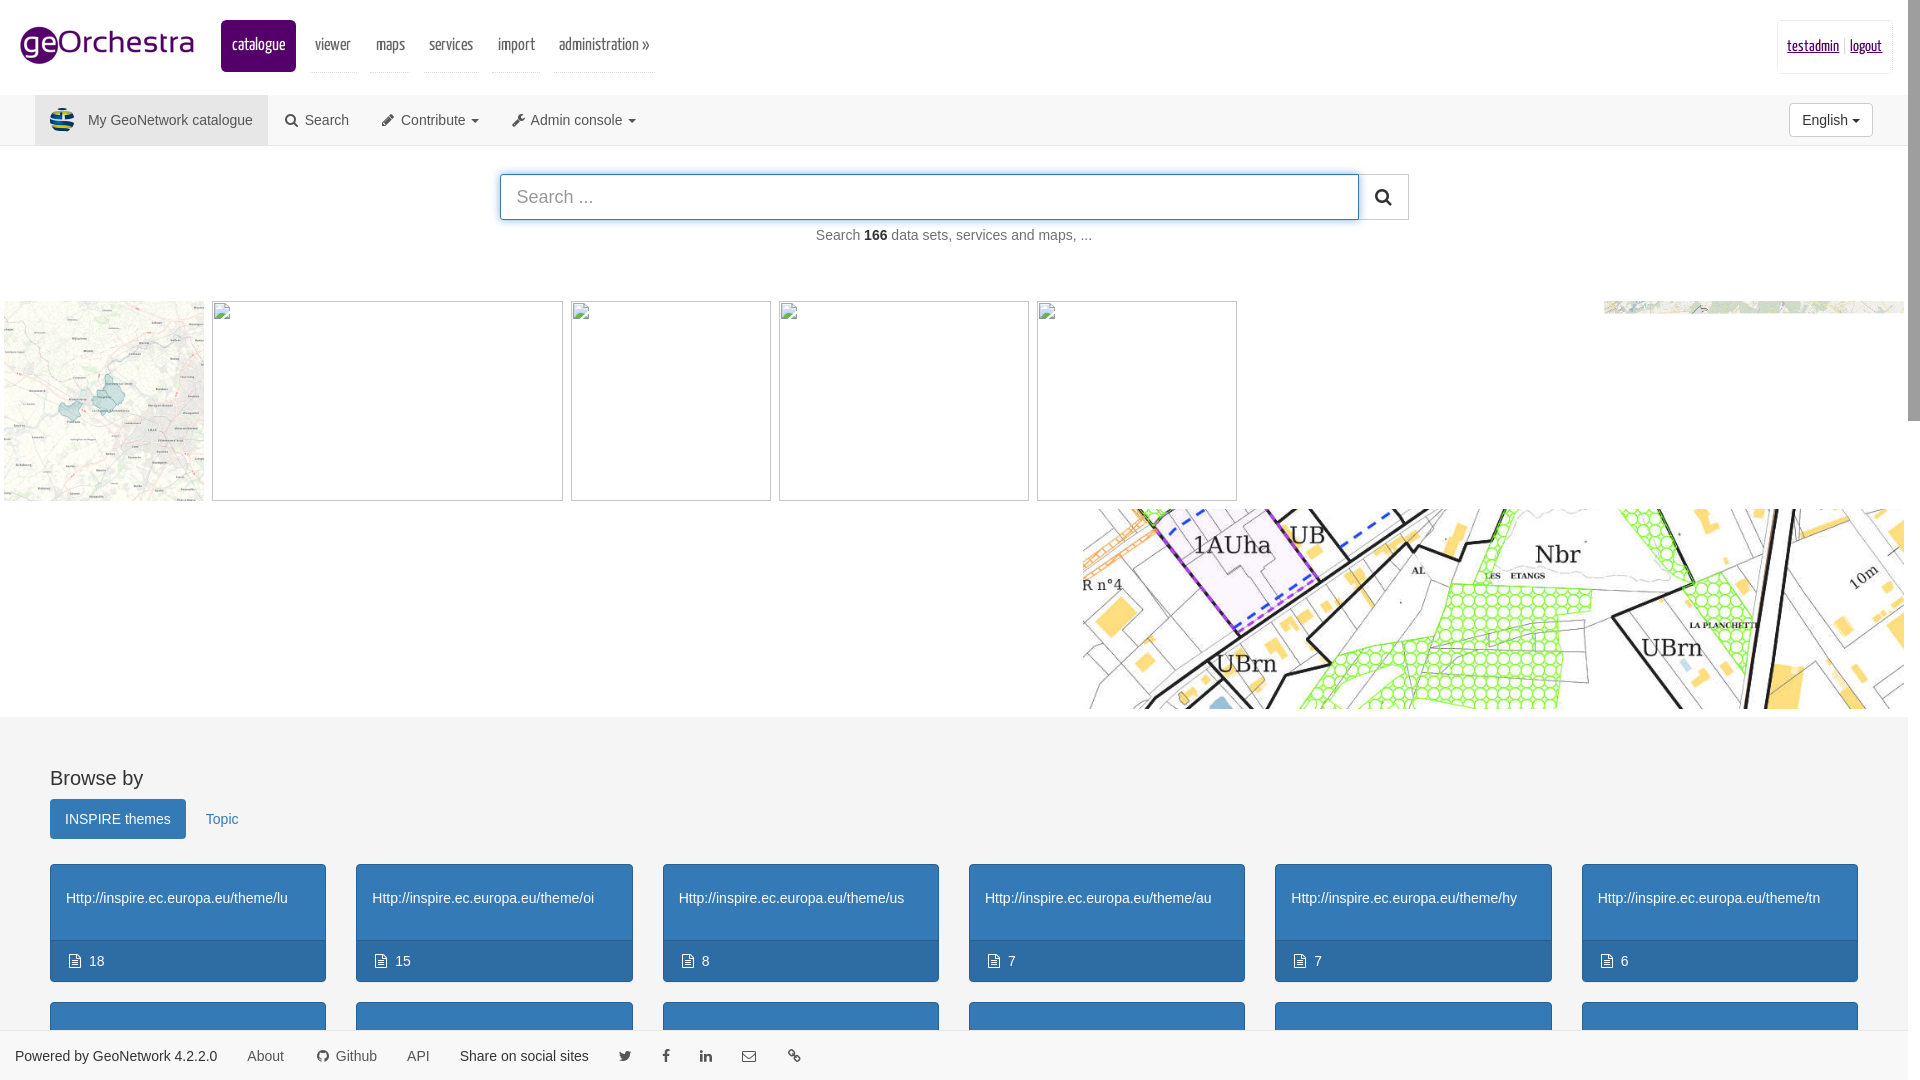 geOrchestra catalogue viewer maps services import administration » testadmin | logout
My GeoNetwork catalogue Search Contribute Admin console English
Search ...
Search 166 data sets, services and maps, ...
1AUha UB Nbr
AL LES ETANGS
R n°4 10m
LA PLANCHETTE
UBrn UBrn
Browse by
INSPIRE themes Topic
Http://inspire.ec.europa.eu/theme/lu Http://inspire.ec.europa.eu/theme/oi Http://inspire.ec.europa.eu/theme/us Http://inspire.ec.europa.eu/theme/au Http://inspire.ec.europa.eu/theme/hy Http://inspire.ec.europa.eu/theme/tn
18 15 8 7 7 6
Powered by GeoNetwork 4.2.2.0 About Github API Share on social sites